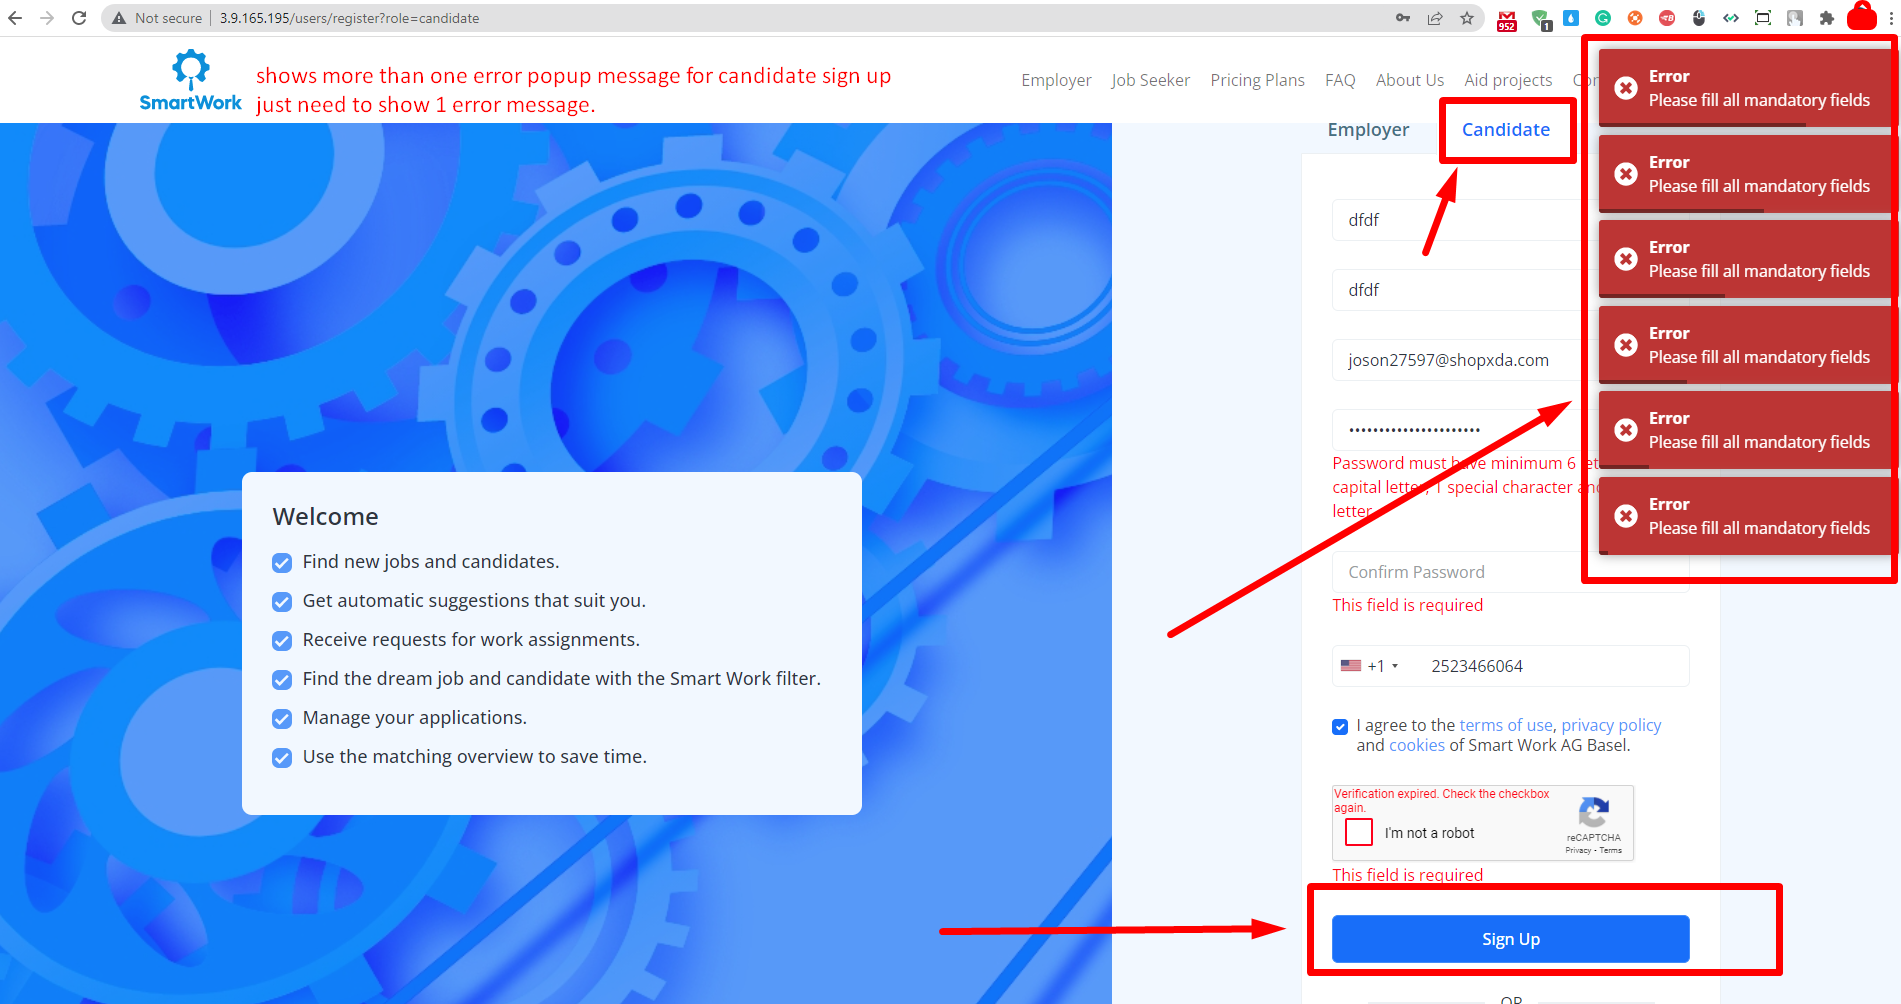 Not secure
3.9.165.195/users/register?role=candidate
952
1
SmartWork
shows more than one error popup message for candidate sign up
just need to show 1 error message.
Employer
Job Seeker
Pricing Plans
FAQ
About Us
Aid projects
Employer
Candidate
Error
Please fill all mandatory fields
Error
Please fill all mandatory fields
Error
Please fill all mandatory fields
Error
Please fill all mandatory fields
Error
Please fill all mandatory fields
Error
Please fill all mandatory fields
dfdf
dfdf
joson27597@shopxda.com
Password must have minimum 6
capital letter, 1 special character and
letter
Confirm Password
This field is required
+1
2523466064
I agree to the terms of use, privacy policy
and cookies of Smart Work AG Basel.
Verification expired. Check the checkbox
again.
I'm not a robot
reCAPTCHA
Privacy - Terms
This field is required
Sign Up
OR
Welcome
Find new jobs and candidates.
Get automatic suggestions that suit you.
Receive requests for work assignments.
Find the dream job and candidate with the Smart Work filter.
Manage your applications.
Use the matching overview to save time.